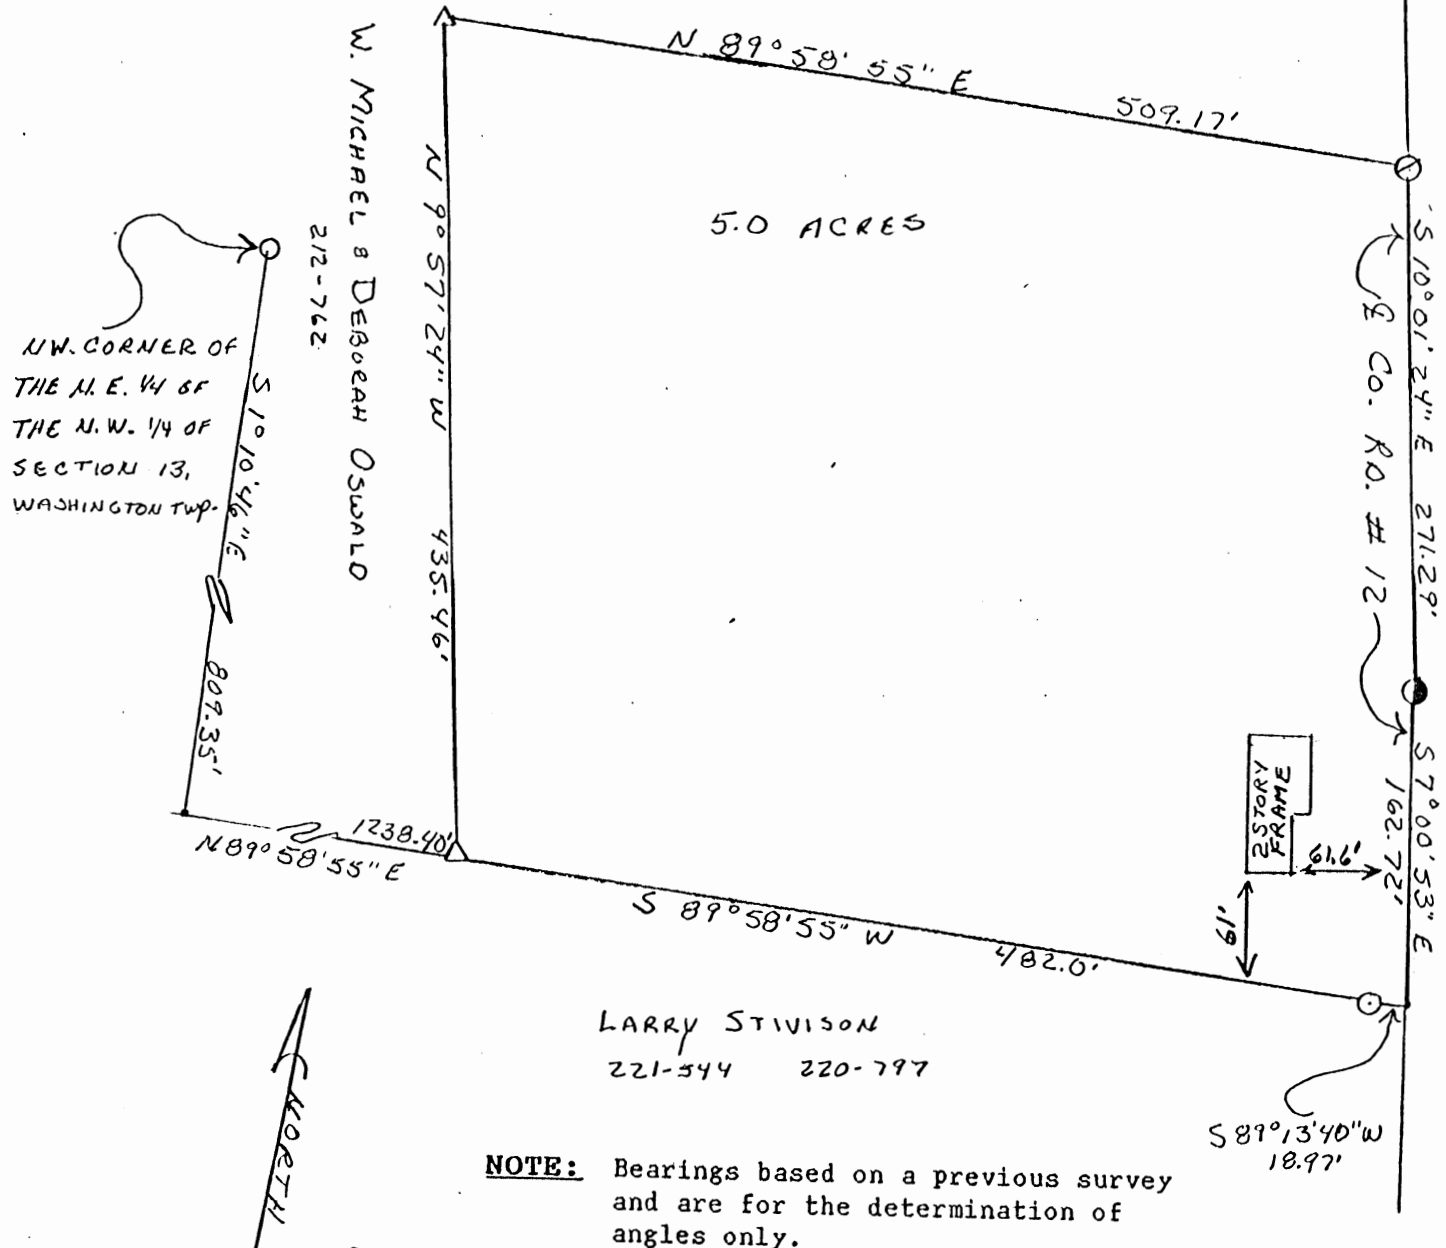 N 89° 58' 55" E
509.17'
W. MICHAEL & DEBORAH OSWALD
212-762
N 9° 57' 24" W
435.46'
5.0 ACRES
S 10° 01' 24" E 271.29'
℄ CO. RD. # 12
NW. CORNER OF
THE N. E. 1/4 OF
THE N.W. 1/4 OF
SECTION 13,
WASHINGTON TWP.
S 1° 10' 46" E
809.35'
1238.40'
N 89° 58' 55" E
2 STORY
FRAME
61.6'
61'
S 7° 00' 53" E
162.72'
S 89° 58' 55" W
482.0'
LARRY STIVISON
221-544 220-797
S 89° 13' 40" W
18.97'
NORTH
NOTE: Bearings based on a previous survey
and are for the determination of
angles only.